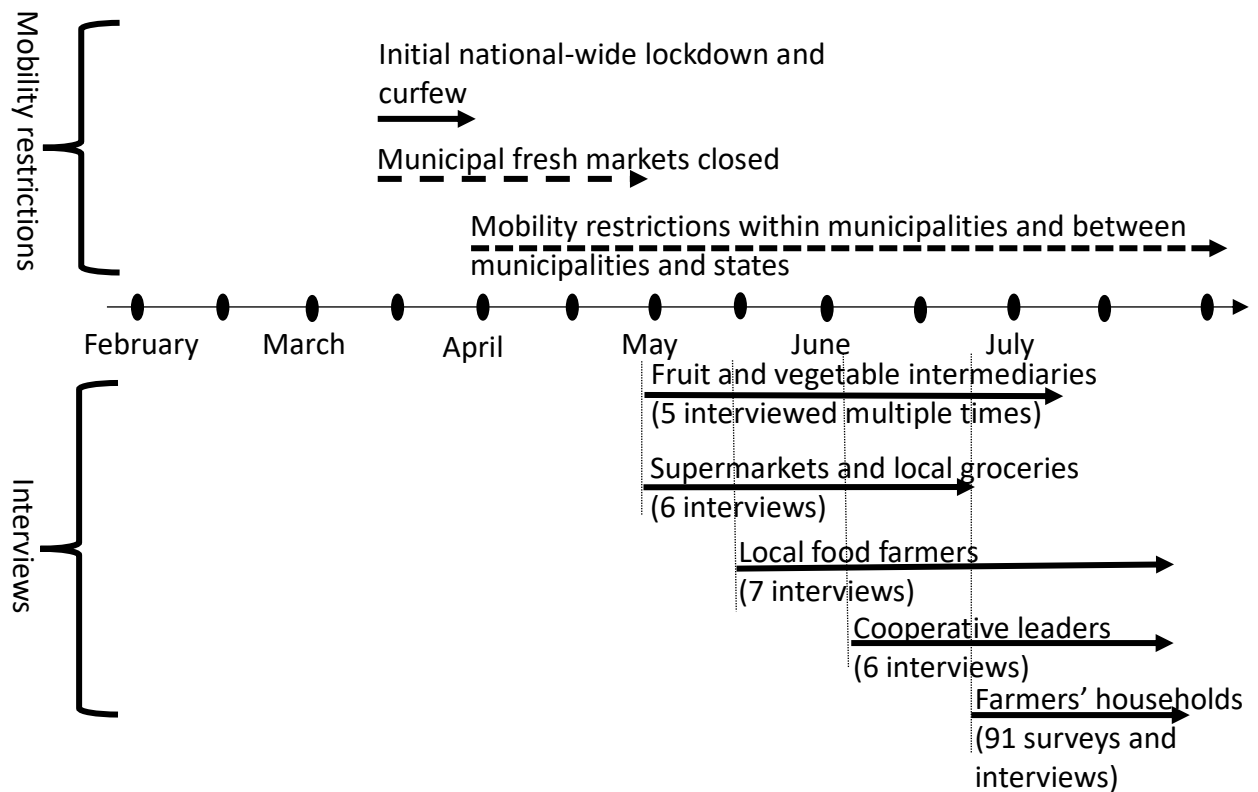 Mobility restrictions
Initial national-wide lockdown and
curfew
Municipal fresh markets closed
Mobility restrictions within municipalities and between
municipalities and states
February
March
April
May
June
July
Interviews
Fruit and vegetable intermediaries
(5 interviewed multiple times)
Supermarkets and local groceries
(6 interviews)
Local food farmers
(7 interviews)
Cooperative leaders
(6 interviews)
Farmers’ households
(91 surveys and
interviews)